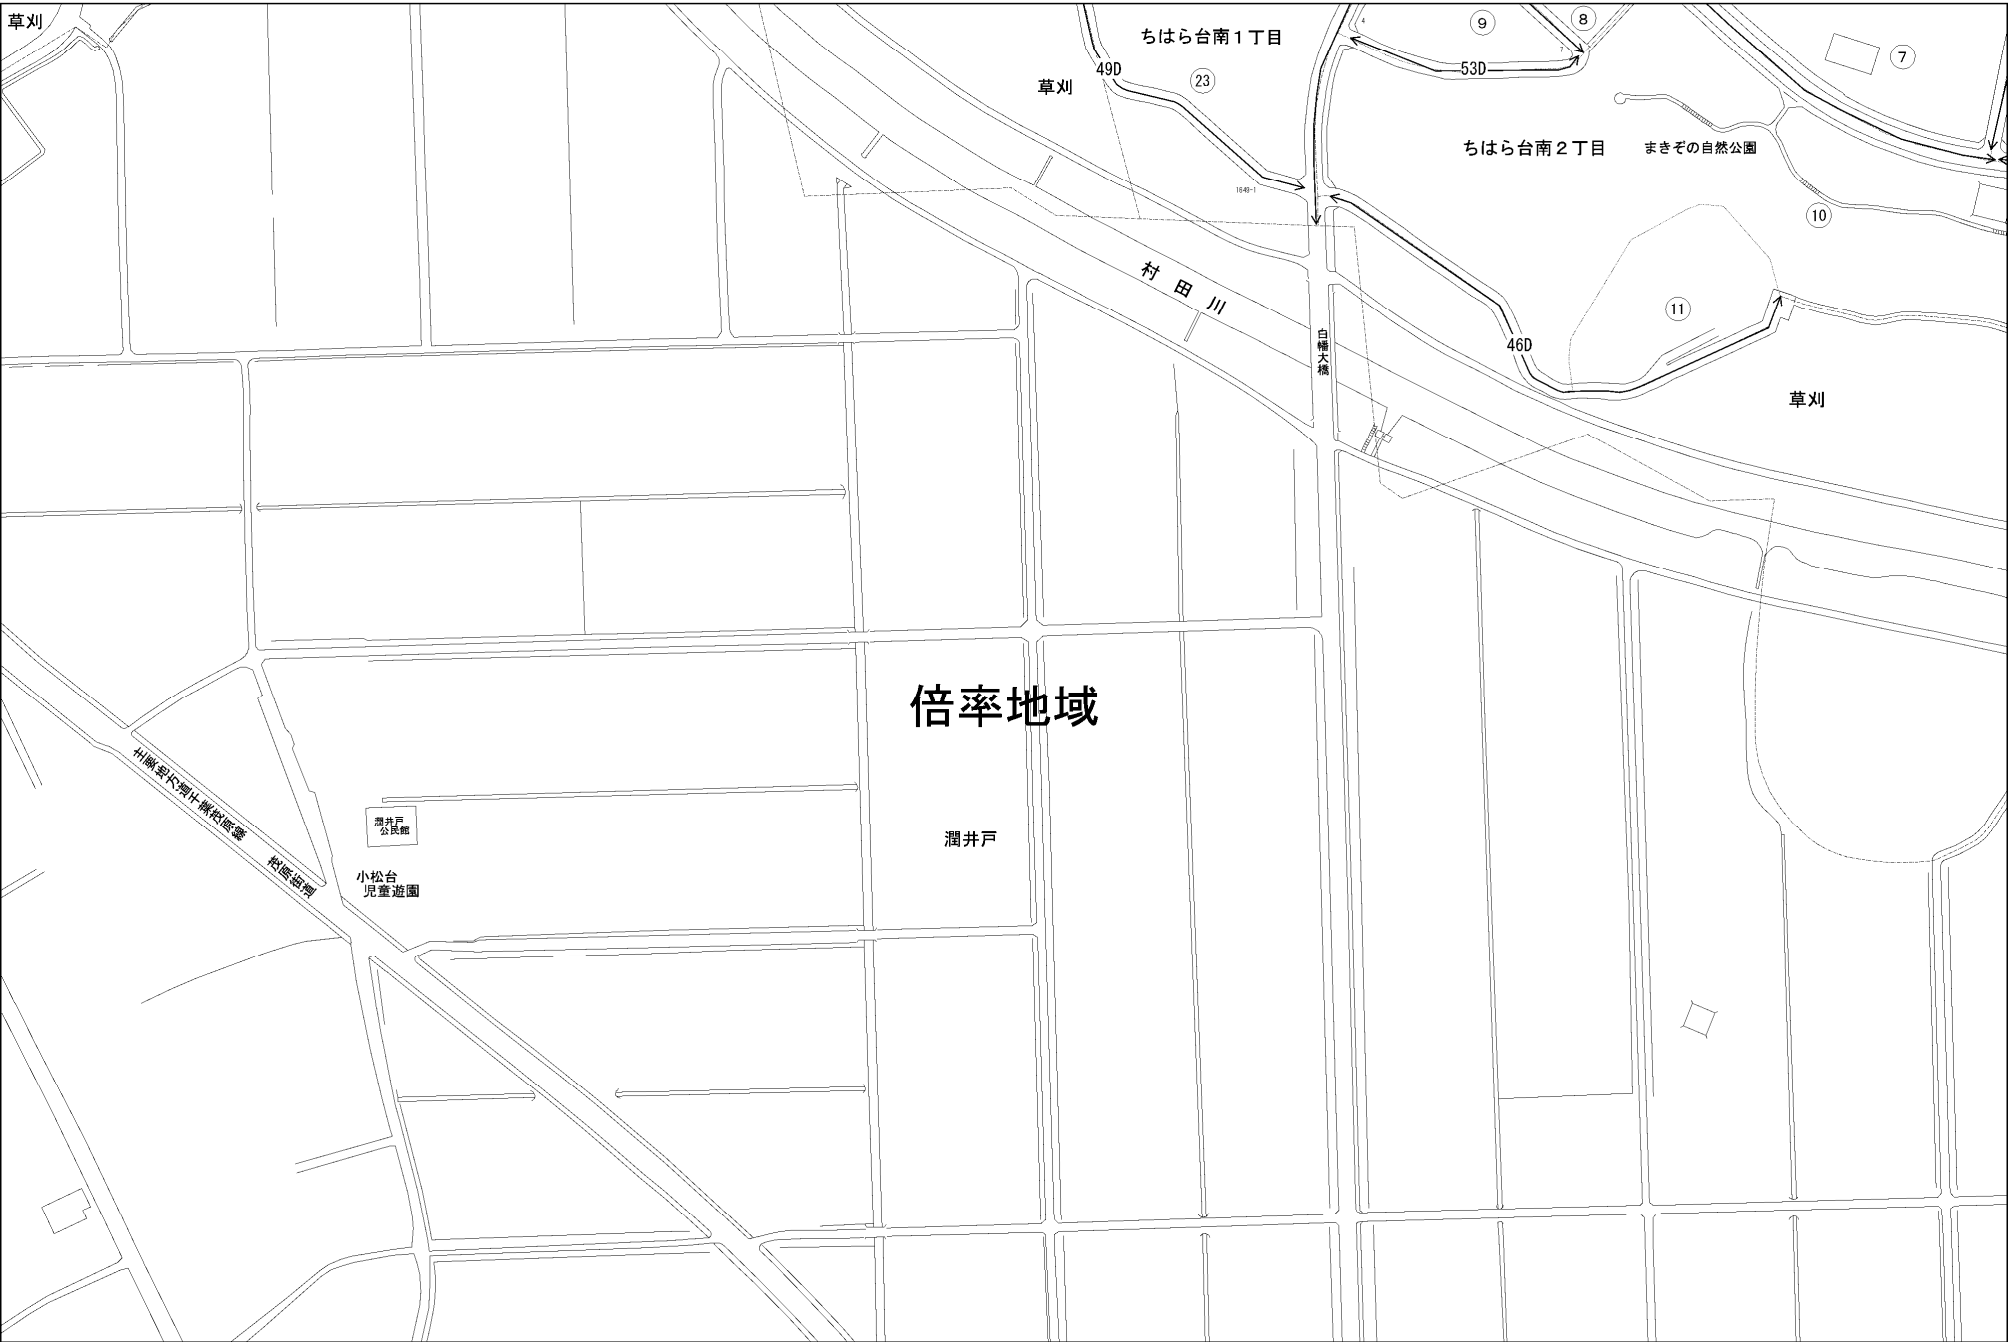 草刈
ちはら台南1丁目
49D
23
草刈
4
9
7
8
53D
7
ちはら台南2丁目
まきぞの自然公園
1649-1
10
村田川
11
白幡大橋
46D
草刈
倍率地域
主要地方道千葉茂原線
茂原街道
潤井戸
公民館
潤井戸
小松台
児童遊園